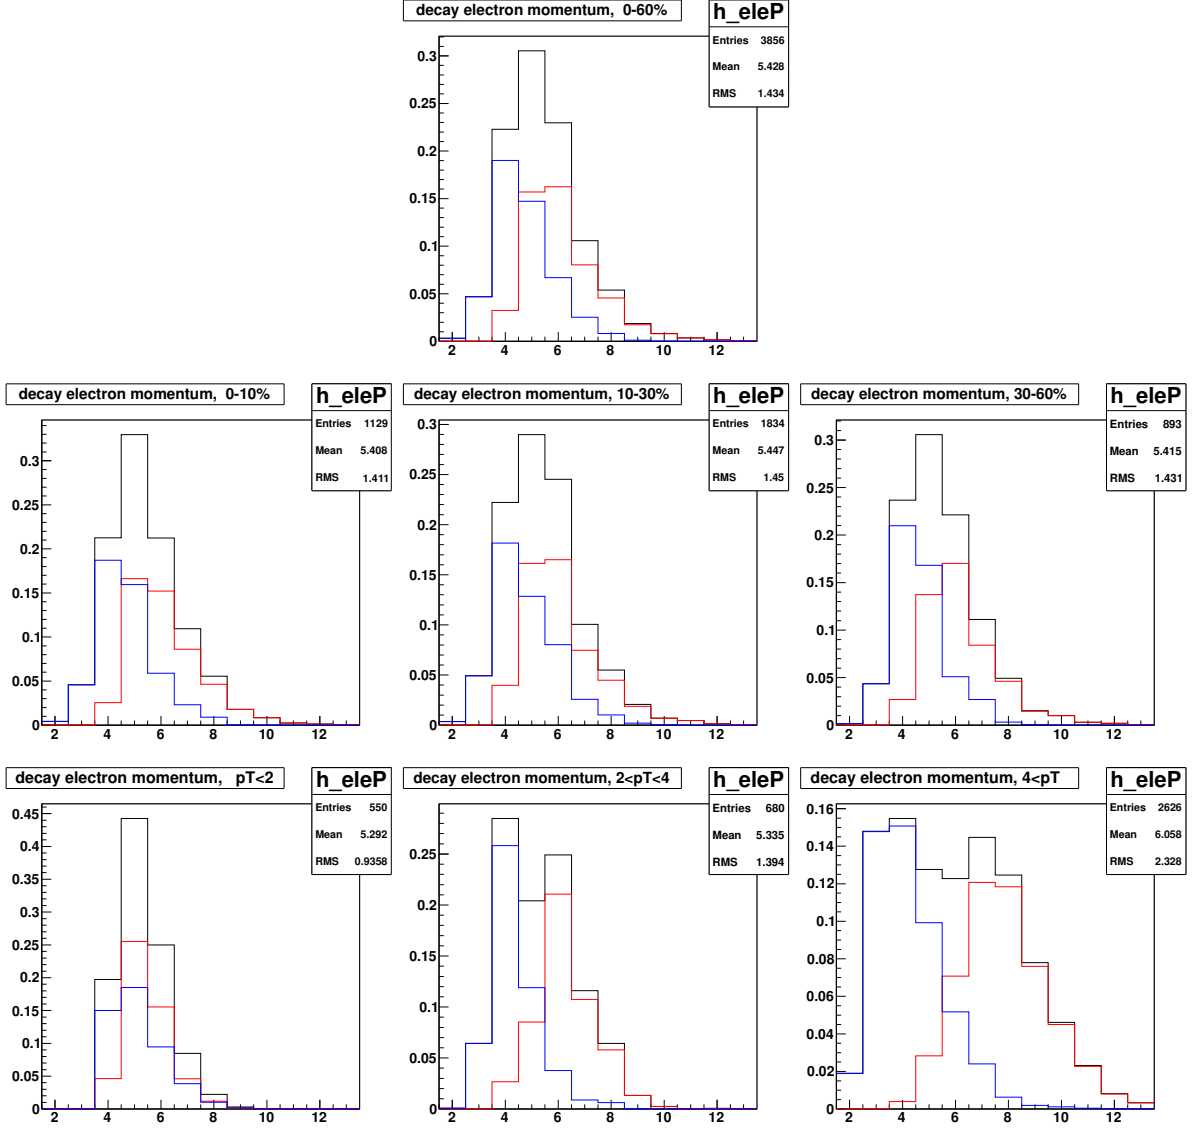 decay electron momentum, 0-60%
h_eleP
Entries 3856
Mean 5.428
RMS 1.434
0.3
0.25
0.2
0.15
0.1
0.05
0
2 4 6 8 10 12
decay electron momentum, 0-10%
h_eleP
Entries 1129
Mean 5.408
RMS 1.411
0.3
0.25
0.2
0.15
0.1
0.05
0
2 4 6 8 10 12
decay electron momentum, 10-30%
h_eleP
Entries 1834
Mean 5.447
RMS 1.45
0.3
0.25
0.2
0.15
0.1
0.05
0
2 4 6 8 10 12
decay electron momentum, 30-60%
h_eleP
Entries 893
Mean 5.415
RMS 1.431
0.3
0.25
0.2
0.15
0.1
0.05
0
2 4 6 8 10 12
decay electron momentum, pT<2
h_eleP
Entries 550
Mean 5.292
RMS 0.9358
0.45
0.4
0.35
0.3
0.25
0.2
0.15
0.1
0.05
0
2 4 6 8 10 12
decay electron momentum, 2<pT<4
h_eleP
Entries 680
Mean 5.335
RMS 1.394
0.25
0.2
0.15
0.1
0.05
0
2 4 6 8 10 12
decay electron momentum, 4<pT
h_eleP
Entries 2626
Mean 6.058
RMS 2.328
0.16
0.14
0.12
0.1
0.08
0.06
0.04
0.02
0
2 4 6 8 10 12